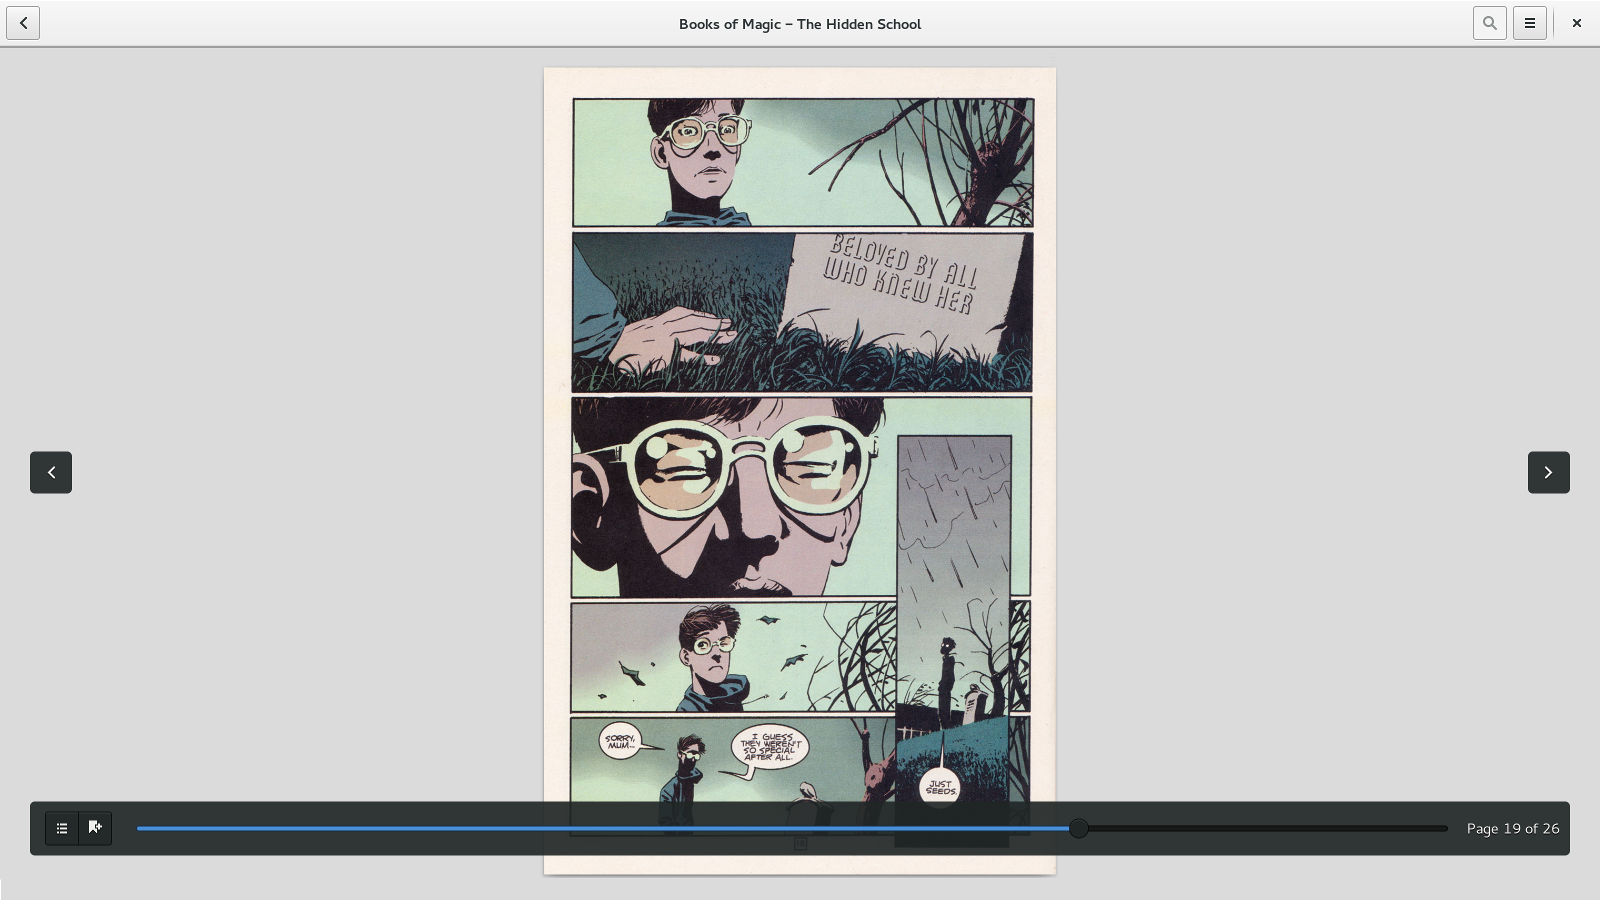 Books of Magic – The Hidden School
BELOVED BY ALL
WHO KNEW HER
SORRY,
MUM...
I GUESS
THEY WEREN'T
SO SPECIAL
AFTER ALL.
JUST
SEEDS.
Page 19 of 26